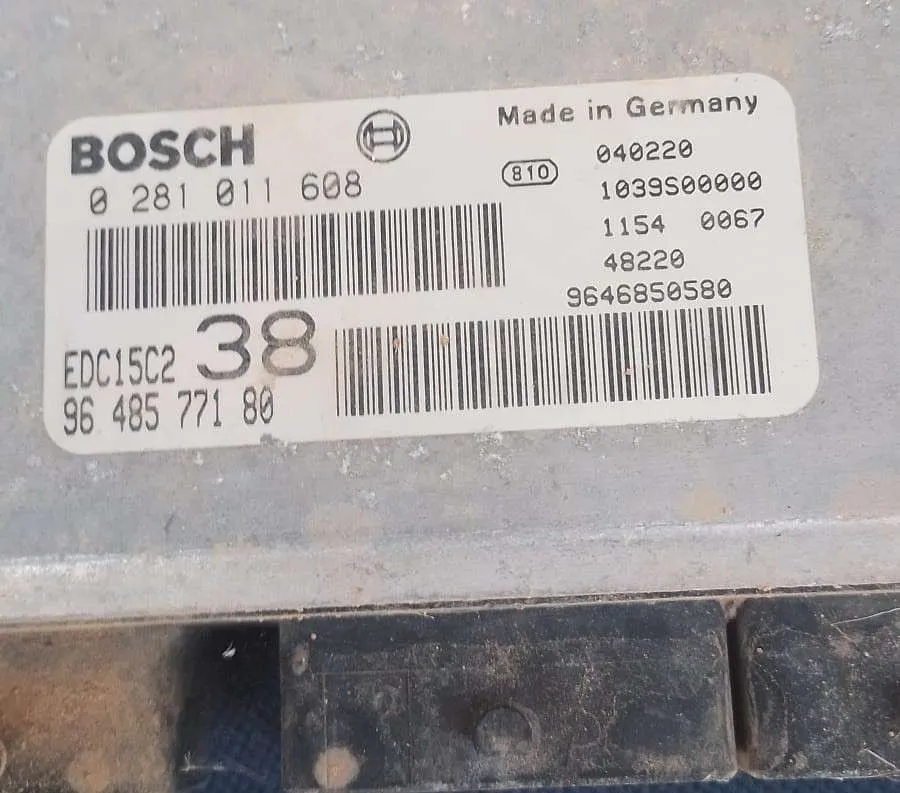 BOSCH
0 281 011 608
Made in Germany
810
040220
1039S00000
1154 0067
48220
9646850580
EDC15C2 38
96 485 771 80